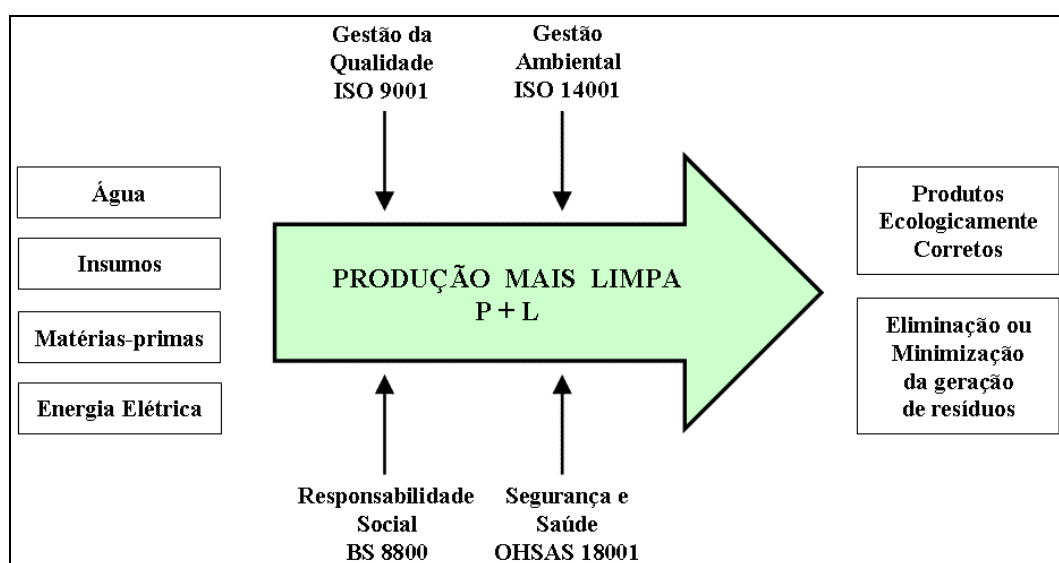 Gestão da
Qualidade
ISO 9001
Gestão
Ambiental
ISO 14001
Água
Insumos
Matérias-primas
Energia Elétrica
PRODUÇÃO MAIS LIMPA
P + L
Produtos
Ecologicamente
Corretos
Eliminação ou
Minimização
da geração
de resíduos
Responsabilidade
Social
BS 8800
Segurança e
Saúde
OHSAS 18001